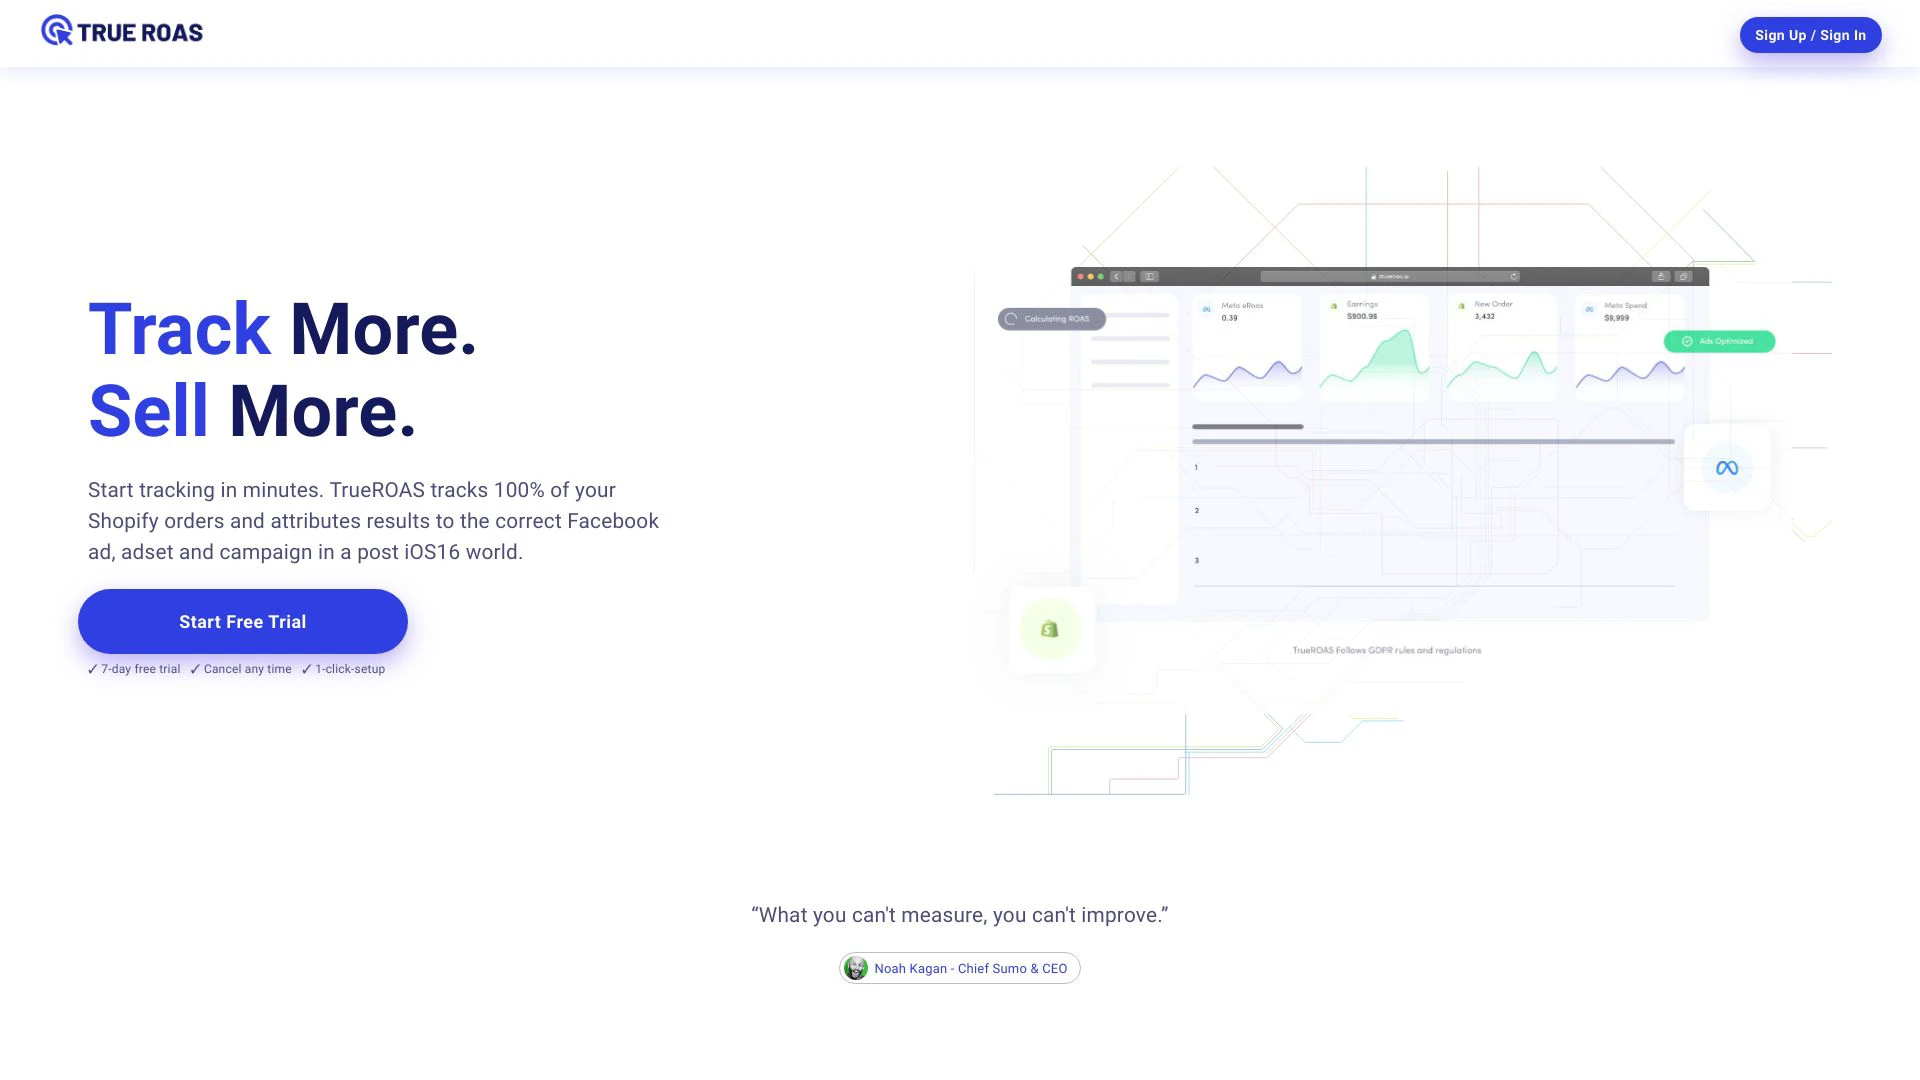 TRUE ROAS
Sign Up / Sign In
Track More.
Sell More.
Start tracking in minutes. TrueROAS tracks 100% of your
Shopify orders and attributes results to the correct Facebook
ad, adset and campaign in a post iOS16 world.
Start Free Trial
✓ 7-day free trial ✓ Cancel any time ✓ 1-click-setup
trueroas.io
Calculating ROAS
Meta eRoas
0.39
Earnings
$900.98
New Order
3,432
Meta Spend
$9,999
Ads Optimized
1
2
3
TrueROAS Follows GDPR rules and regulations
“What you can't measure, you can't improve.”
Noah Kagan - Chief Sumo & CEO